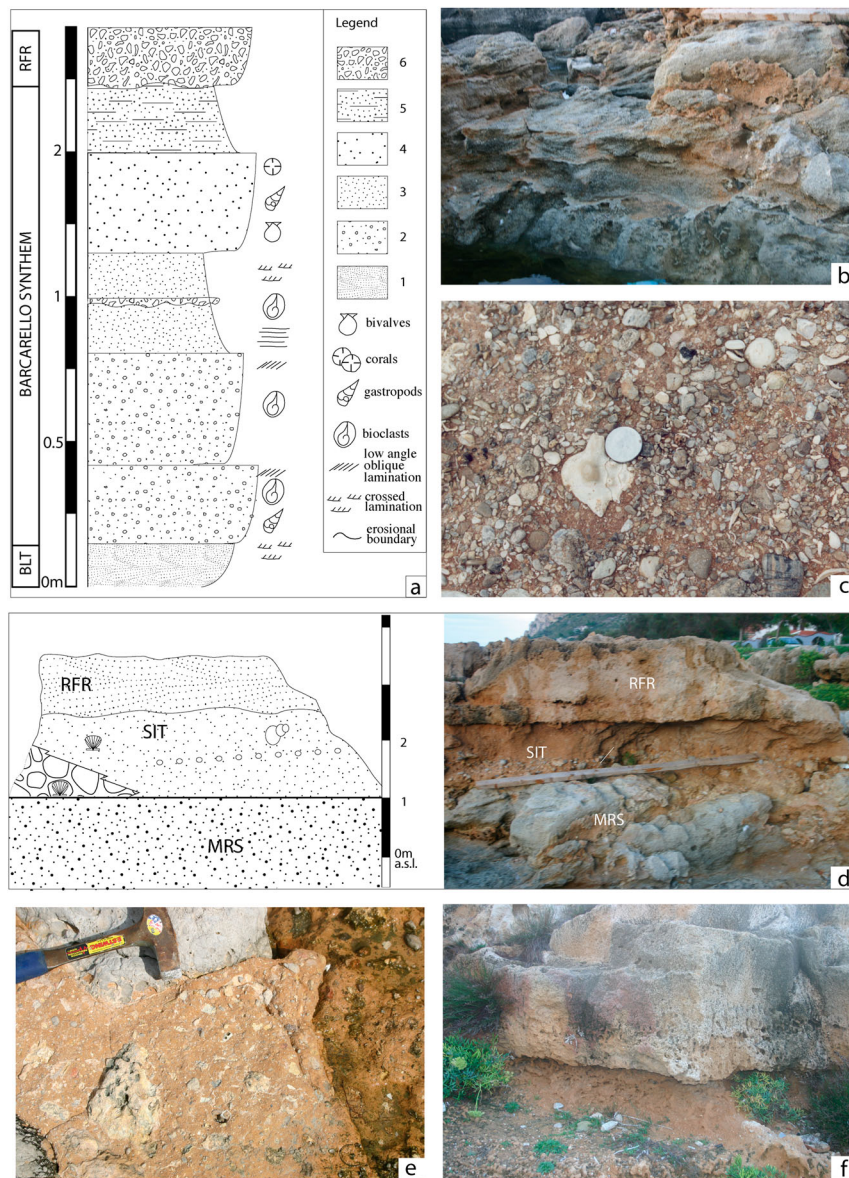 RFR
BARCARELLO SYNTHEM
BLT
2
1
0.5
0m
a
Legend
6
5
4
3
2
1
bivalves
corals
gastropods
bioclasts
low angle
oblique
lamination
crossed
lamination
erosional
boundary
b
c
RFR
SIT
MRS
2
1
0m
a.s.l.
RFR
SIT
MRS
d
ESTWING
e
f